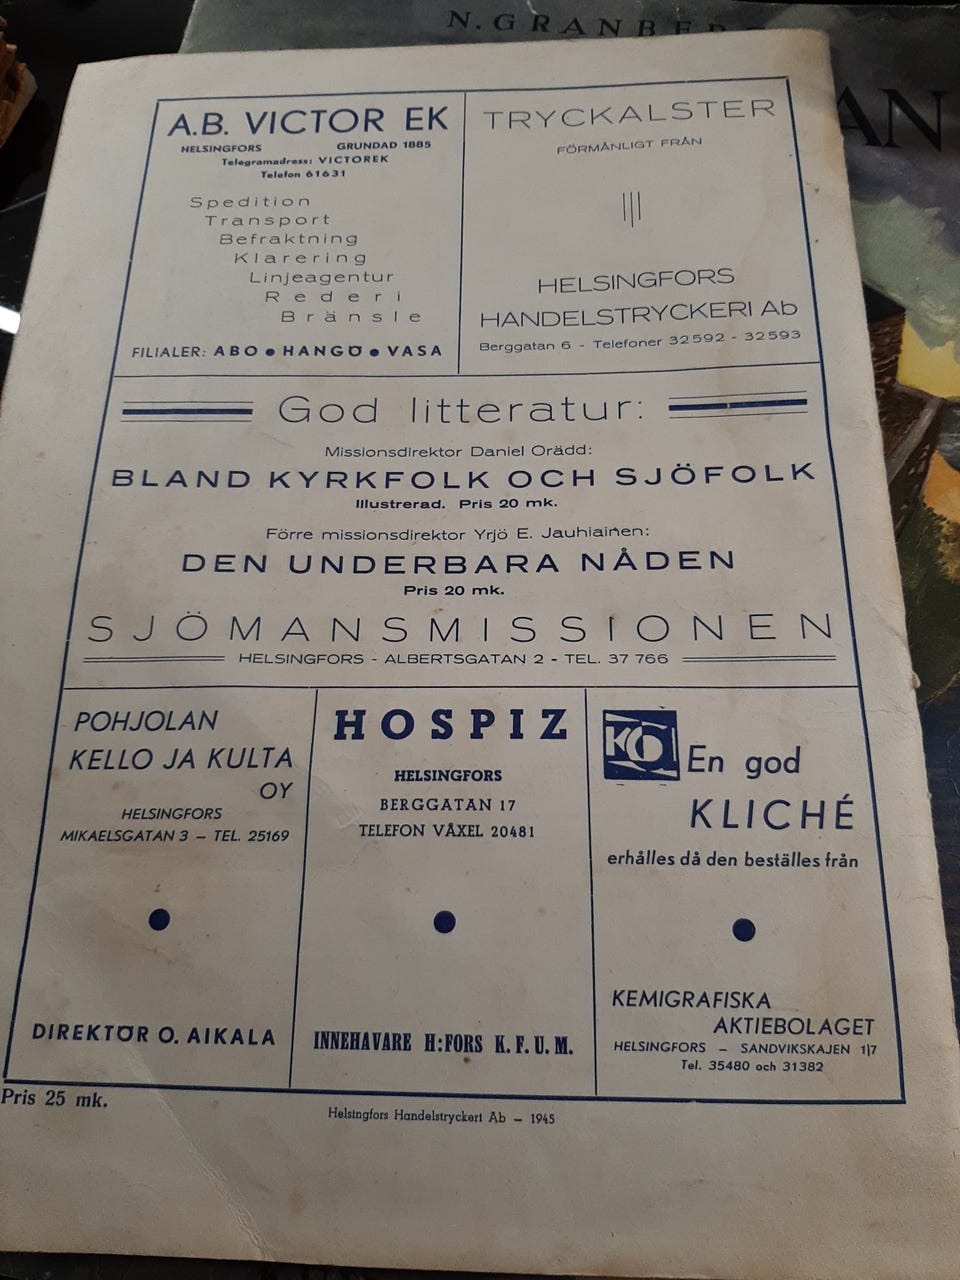 N. GRANBER
AN
A.B. VICTOR EK
HELSINGFORS GRUNDAD 1885
Telegramadress: VICTOREK
Telefon 61631
Spedition
Transport
Befraktning
Klarering
Linjeagentur
Rederi
Bränsle
FILIALER: ABO ● HANGÖ ● VASA
TRYCKALSTER
FÖRMÅNLIGT FRÅN
HELSINGFORS
HANDELSTRYCKERI Ab
Berggatan 6 - Telefoner 32592 - 32593
God litteratur:
Missionsdirektor Daniel Orädd:
BLAND KYRKFOLK OCH SJÖFOLK
Illustrerad. Pris 20 mk.
Förre missionsdirektor Yrjö E. Jauhiainen:
DEN UNDERBARA NÅDEN
Pris 20 mk.
SJÖMANSMISSIONEN
HELSINGFORS - ALBERTSGATAN 2 - TEL. 37 766
POHJOLAN
KELLO JA KULTA
OY
HELSINGFORS
MIKAELSGATAN 3 — TEL. 25169
DIREKTÖR O. AIKALA
HOSPIZ
HELSINGFORS
BERGGATAN 17
TELEFON VÄXEL 20481
INNEHAVARE H:FORS K.F.U.M.
KO
En god
KLICHÉ
erhålles då den beställes från
KEMIGRAFISKA
AKTIEBOLAGET
HELSINGFORS — SANDVIKSKAJEN 1|7
Tel. 35480 och 31382
Pris 25 mk.
Helsingfors Handelstryckeri Ab — 1945